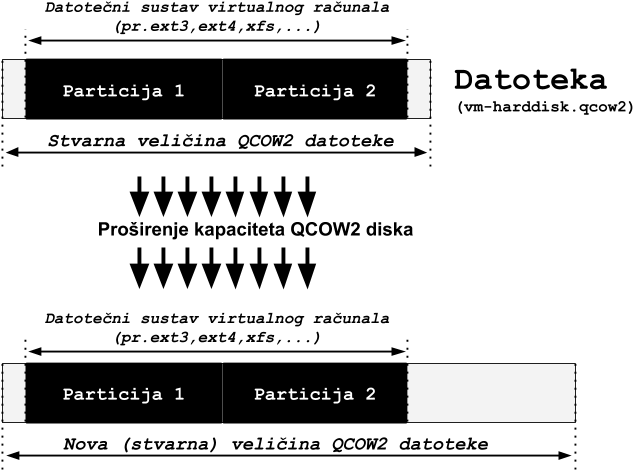 Datotečni sustav virtualnog računala
(pr.ext3,ext4,xfs,...)
Particija 1
Particija 2
Datoteka
(vm-harddisk.qcow2)
Stvarna veličina QCOW2 datoteke
Proširenje kapaciteta QCOW2 diska
Datotečni sustav virtualnog računala
(pr.ext3,ext4,xfs,...)
Particija 1
Particija 2
Nova (stvarna) veličina QCOW2 datoteke